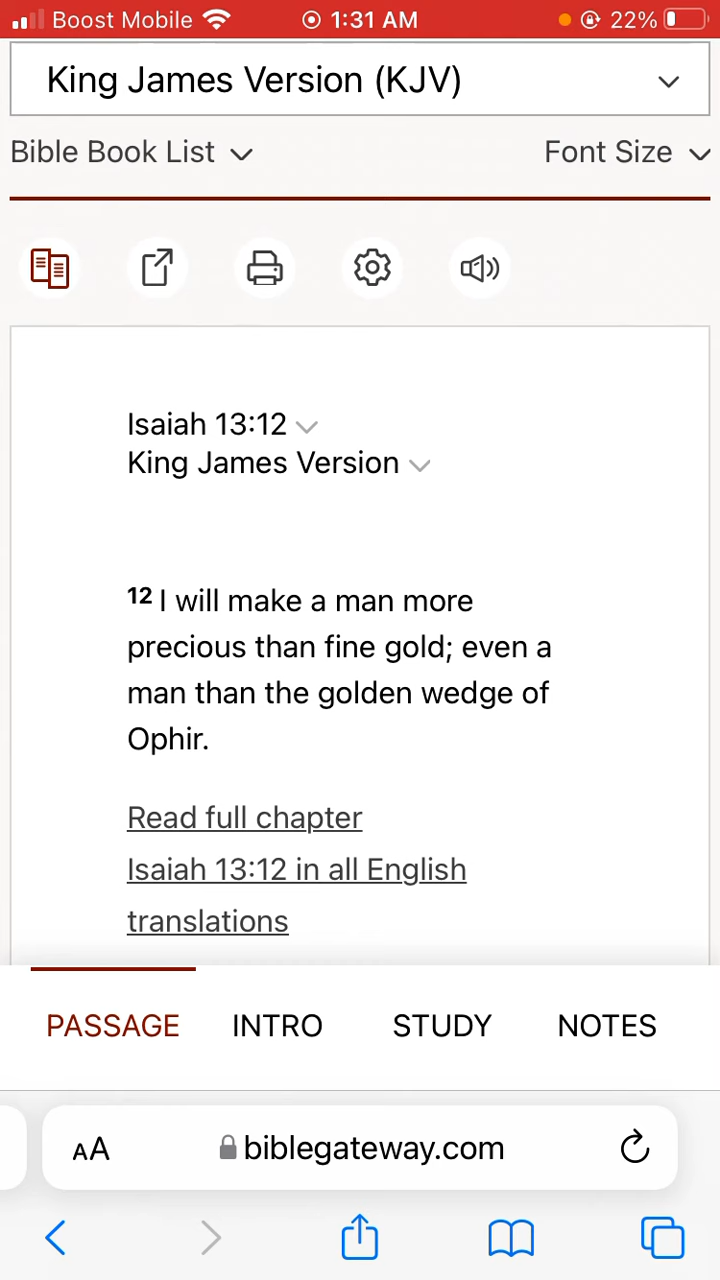 Boost Mobile 1:31 AM 22%
King James Version (KJV)
Bible Book List Font Size
Isaiah 13:12
King James Version
12 I will make a man more
precious than fine gold; even a
man than the golden wedge of
Ophir.
Read full chapter
Isaiah 13:12 in all English
translations
PASSAGE INTRO STUDY NOTES
AA biblegateway.com